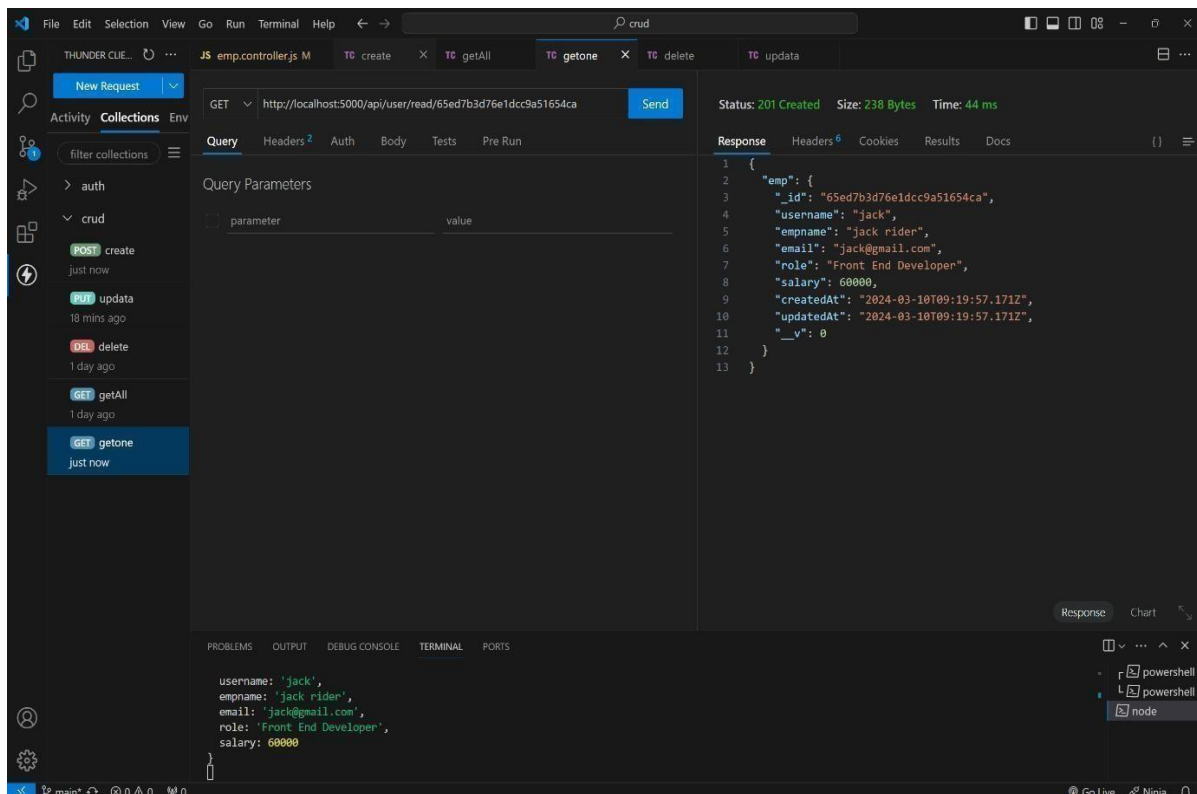 File Edit Selection View Go Run Terminal Help ← → crud
THUNDER CLIE... ···
JS emp.controller.js M TC create × TC getAll TC getone × TC delete TC updata
New Request
Activity Collections Env
filter collections
auth
crud
POST create
just now
PUT updata
18 mins ago
DEL delete
1 day ago
GET getAll
1 day ago
GET getone
just now
GET http://localhost:5000/api/user/read/65ed7b3d76e1dcc9a51654ca Send
Query Headers 2 Auth Body Tests Pre Run
Query Parameters
parameter value
Status: 201 Created Size: 238 Bytes Time: 44 ms
Response Headers 6 Cookies Results Docs {}
1 {
2 "emp": {
3 "_id": "65ed7b3d76e1dcc9a51654ca",
4 "username": "jack",
5 "empname": "jack rider",
6 "email": "jack@gmail.com",
7 "role": "Front End Developer",
8 "salary": 60000,
9 "createdAt": "2024-03-10T09:19:57.171Z",
10 "updatedAt": "2024-03-10T09:19:57.171Z",
11 "__v": 0
12 }
13 }
Response Chart
PROBLEMS OUTPUT DEBUG CONSOLE TERMINAL PORTS
username: 'jack',
empname: 'jack rider',
email: 'jack@gmail.com',
role: 'Front End Developer',
salary: 60000
}
powershell
powershell
node
1
main* 0 0 0 Go Live Ninja